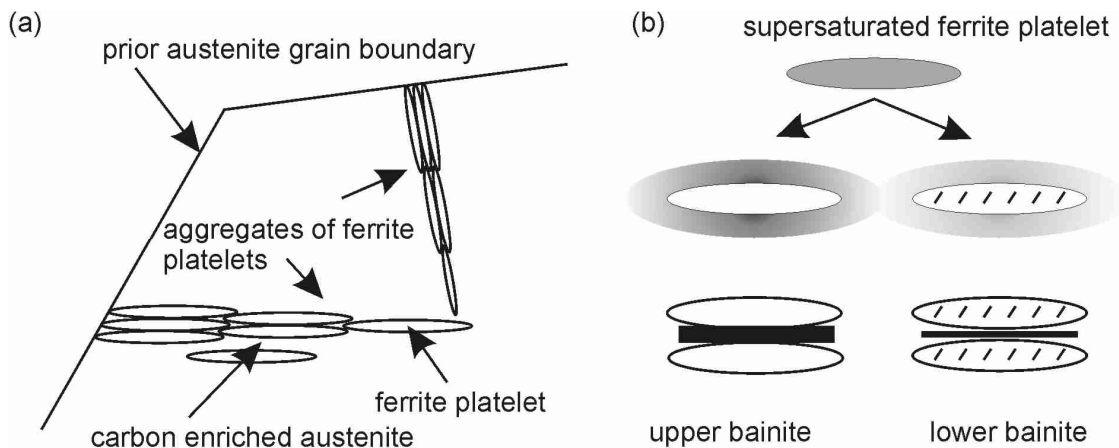 (a)
prior austenite grain boundary
aggregates of ferrite
platelets
ferrite platelet
carbon enriched austenite
(b)
supersaturated ferrite platelet
upper bainite
lower bainite